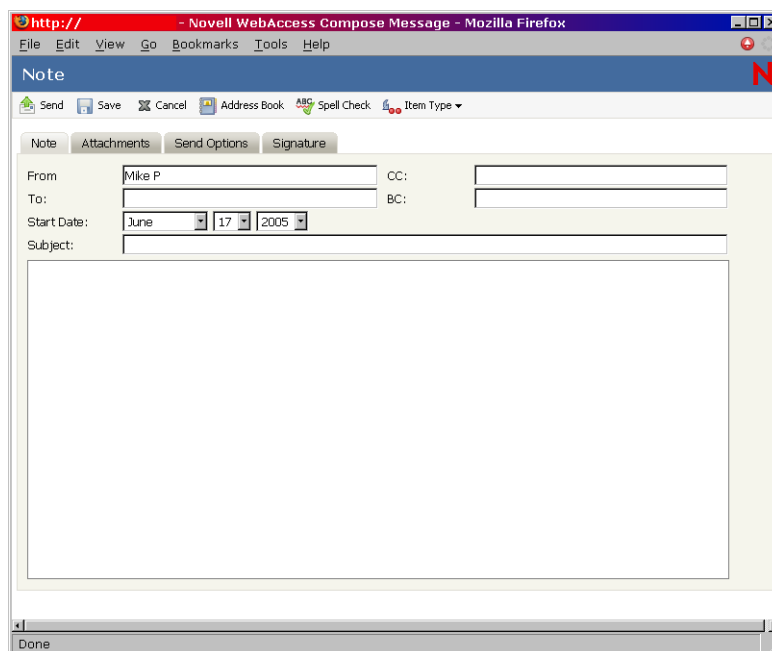 http:// - Novell WebAccess Compose Message - Mozilla Firefox
File Edit View Go Bookmarks Tools Help
Note
N
Send Save Cancel Address Book ABC Spell Check Item Type
Note Attachments Send Options Signature
From Mike P CC:
To: BC:
Start Date: June 17 2005
Subject:
Done